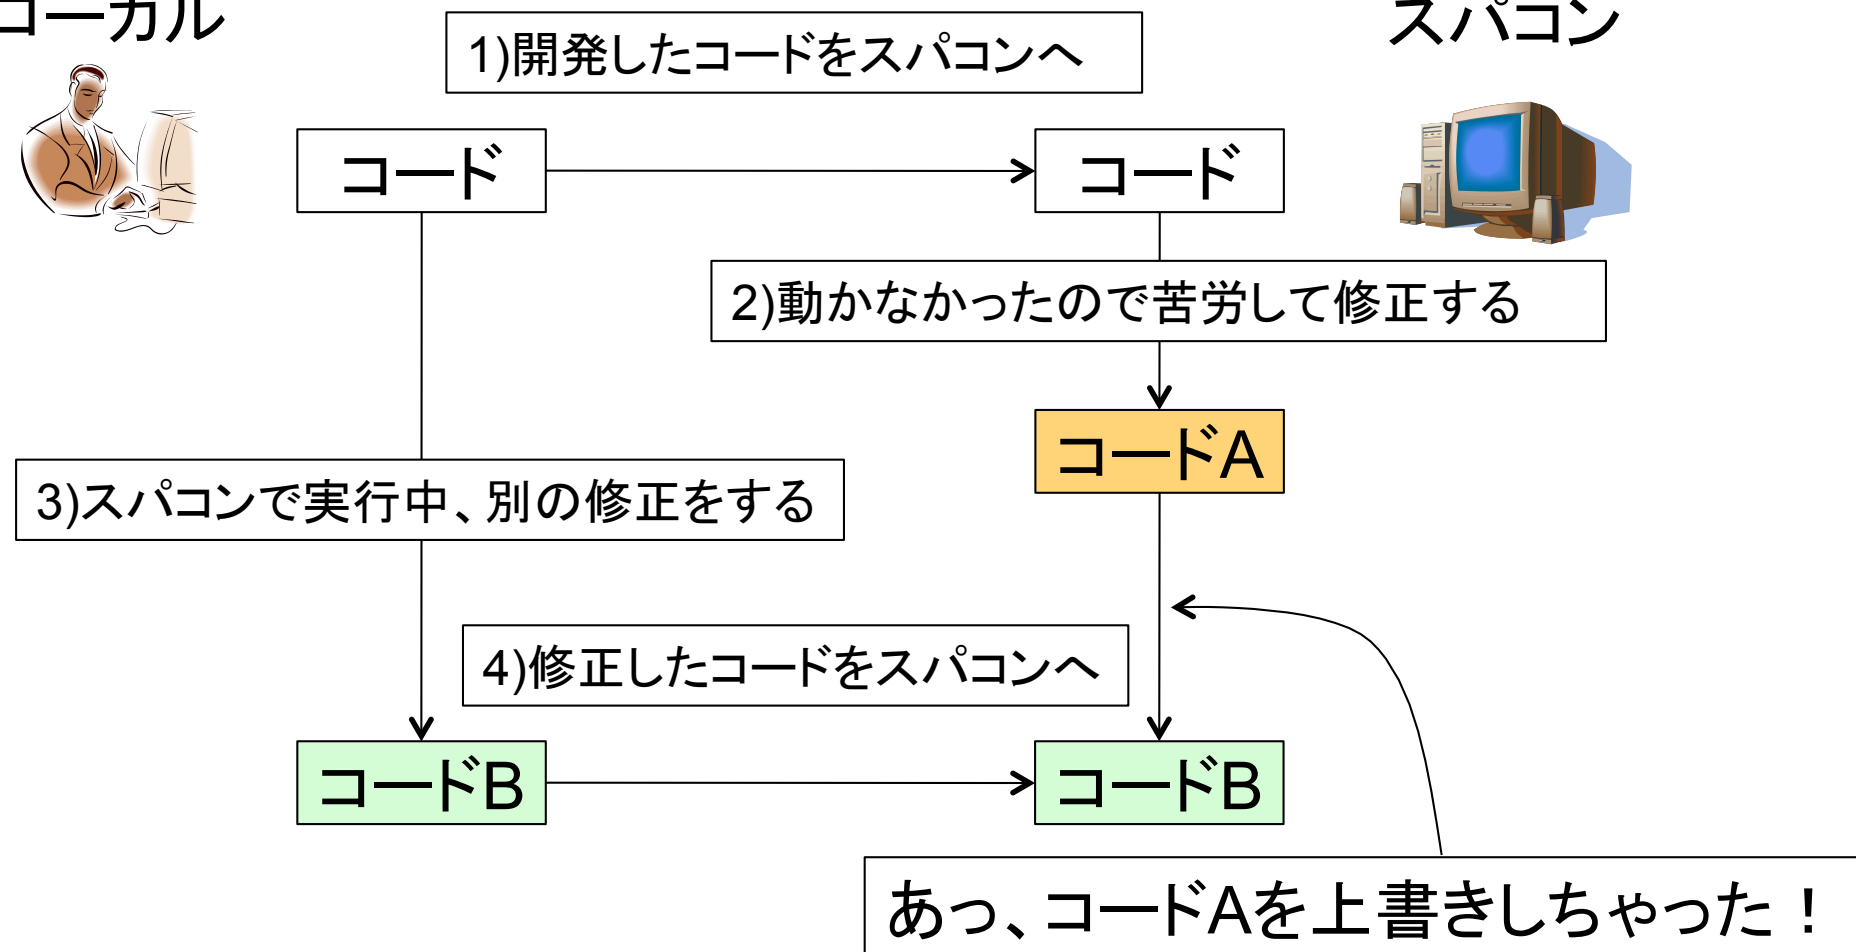 ローカル
スパコン
1)開発したコードをスパコンへ
コード
コード
2)動かなかったので苦労して修正する
コードA
3)スパコンで実行中、別の修正をする
4)修正したコードをスパコンへ
コードB
コードB
あっ、コードAを上書きしちゃった！